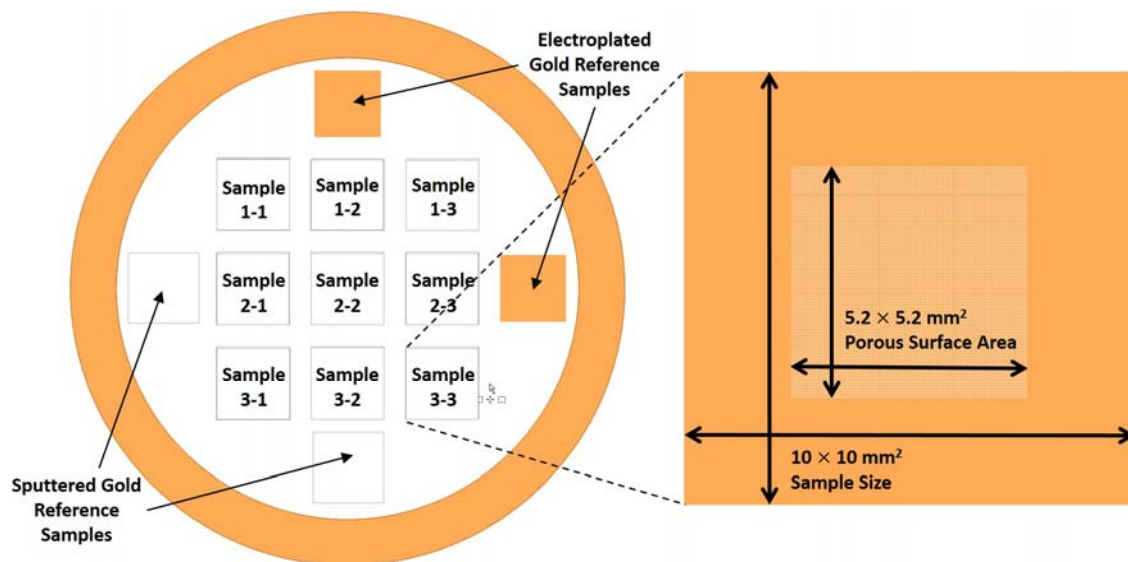 Electroplated
Gold Reference
Samples
Sample
1-1
Sample
1-2
Sample
1-3
Sample
2-1
Sample
2-2
Sample
2-3
Sample
3-1
Sample
3-2
Sample
3-3
Sputtered Gold
Reference
Samples
5.2 × 5.2 mm²
Porous Surface Area
10 × 10 mm²
Sample Size